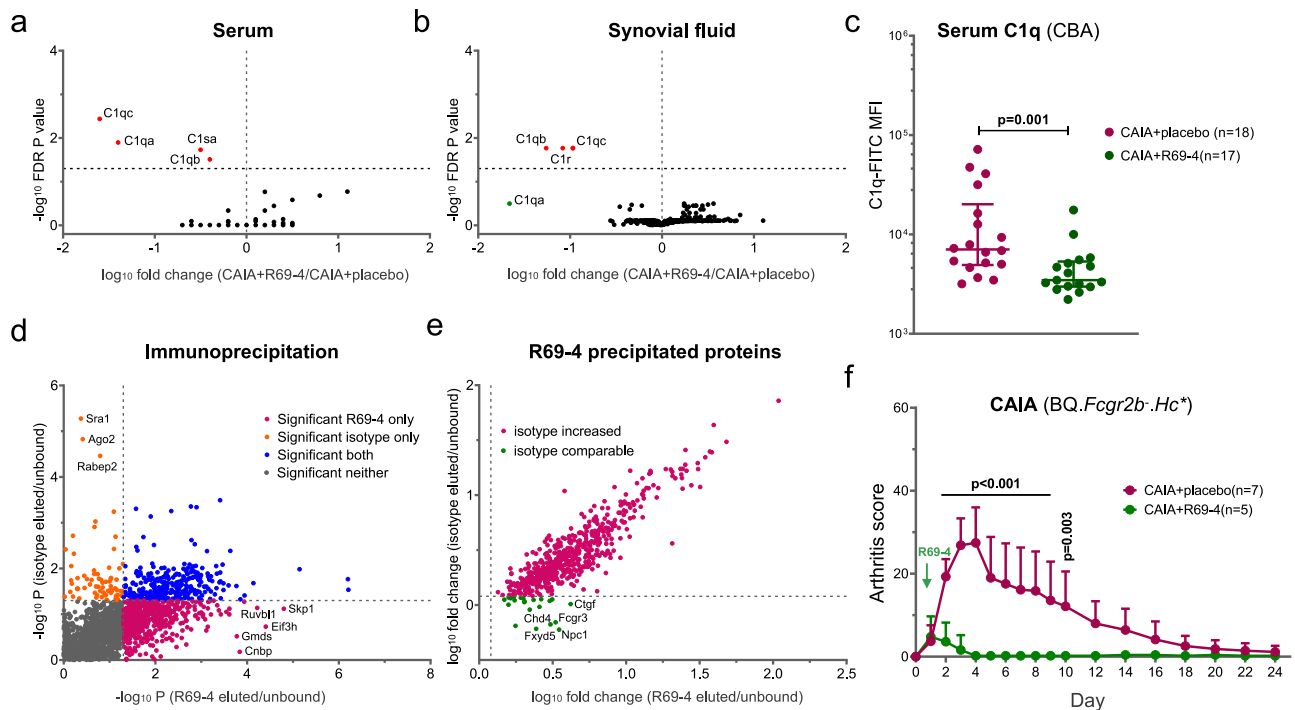 a
Serum
4
2
0
-2
-1
0
1
2
-log¹⁰ FDR P value
log¹⁰ fold change (CAIA+R69-4/CAIA+placebo)
C1qc
C1qa
C1sa
C1qb
b
Synovial fluid
4
2
0
-2
-1
0
1
2
-log¹⁰ FDR P value
log¹⁰ fold change (CAIA+R69-4/CAIA+placebo)
C1qb
C1qc
C1r
C1qa
c
Serum C1q (CBA)
10⁶
10⁵
10⁴
10³
C1q-FITC MFI
p=0.001
CAIA+placebo (n=18)
CAIA+R69-4(n=17)
d
Immunoprecipitation
6
4
2
0
0
2
4
6
8
-log¹⁰ P (isotype eluted/unbound)
-log¹⁰ P (R69-4 eluted/unbound)
Sra1
Ago2
Rabep2
Significant R69-4 only
Significant isotype only
Significant both
Significant neither
Ruvbl1
Skp1
Eif3h
Gmds
Cnbp
e
R69-4 precipitated proteins
2
1
0
0.0
0.5
1.0
1.5
2.0
2.5
log¹⁰ fold change (isotype eluted/unbound)
log¹⁰ fold change (R69-4 eluted/unbound)
isotype increased
isotype comparable
Ctgf
Chd4
Fcgr3
Fxyd5
Npc1
f
CAIA (BQ.Fcgr2b⁻.Hc*)
60
40
20
0
0
2
4
6
8
10
12
14
16
18
20
22
24
Arthritis score
Day
R69-4
p<0.001
p=0.003
CAIA+placebo(n=7)
CAIA+R69-4(n=5)